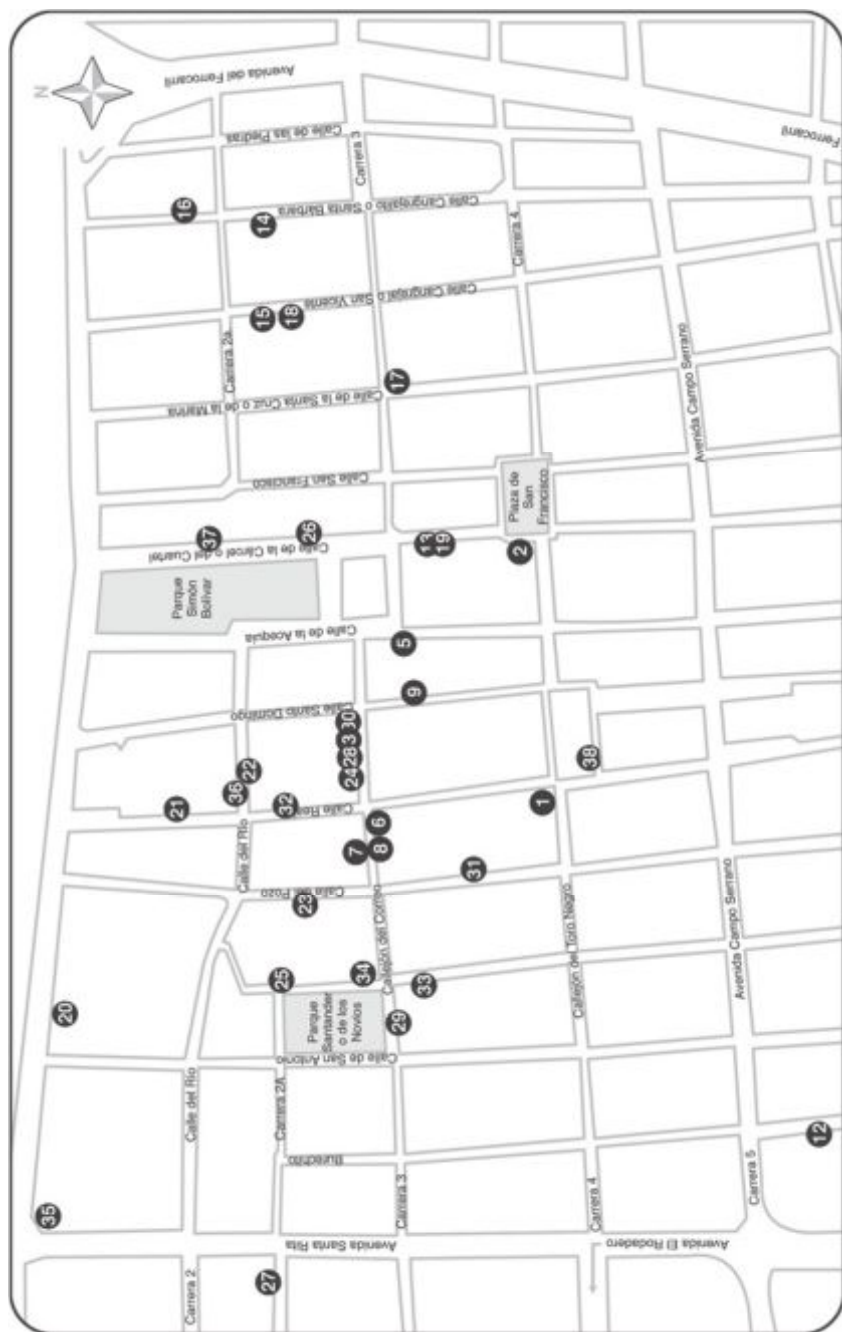 N
Avenida del Ferrocarril
Ferrocarril
Calle de las Piedras
Carrera 3
16
Calle Cangrejalito o Santa Bárbara
14
Carrera 4
Calle Cangrejal o San Vicente
15
18
Carrera 2a
Avenida Campo Serrano
17
Calle de la Santa Cruz o de la Marina
Calle San Francisco
Plaza de
San
Francisco
37
26
13
19
2
Calle de la Cárcel o del Cuartel
Parque
Simón
Bolívar
Calle de la Acequia
5
9
Calle Santo Domingo
30
3
28
24
22
36
38
21
32
1
Calle Real
6
7
8
Calle del Río
31
Calle del Pozo
23
Callejón del Correo
Callejón del Toro Negro
Avenida Campo Serrano
25
34
33
20
Parque
Santander
o de los
Novios
29
Calle de San Antonio
Calle del Río
Carrera 2A
12
Burechito
Carrera 3
Carrera 4
Carrera 5
35
Avenida Santa Rita
Avenida El Rodadero
Carrera 2
27